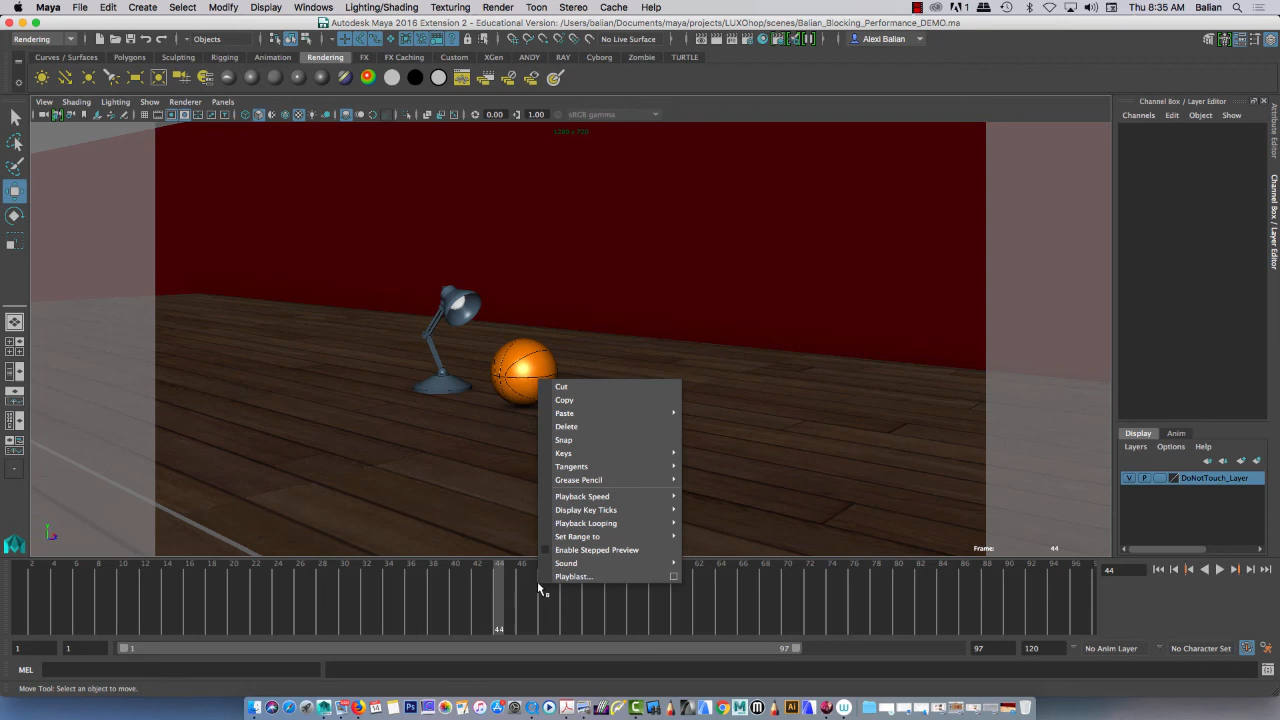 Maya File Edit Create Select Modify Display Windows Lighting/Shading Texturing Render Toon Stereo Cache Help 1 Thu 8:35 AM Balian
Autodesk Maya 2016 Extension 2 - Educational Version: /Users/balian/Documents/maya/projects/LUXOhop/scenes/Balian_Blocking_Performance_DEMO.ma
Rendering Objects No Live Surface Alexi Balian
Curves / Surfaces Polygons Sculpting Rigging Animation Rendering FX FX Caching Custom XGen ANDY RAY Cyborg Zombie TURTLE
View Shading Lighting Show Renderer Panels Channel Box / Layer Editor
0.00 1.00 sRGB gamma Channels Edit Object Show
1280 x 720
Attribute Editor
Channel Box / Layer Editor
Cut
Copy
Paste
Delete
Snap
Keys
Tangents
Grease Pencil
Playback Speed
Display Key Ticks
Playback Looping
Set Range to
Enable Stepped Preview
Sound
Playblast...
Display Anim
Layers Options Help
V P DoNotTouch_Layer
Frame: 44
2 4 6 8 10 12 14 16 18 20 22 24 26 28 30 32 34 36 38 40 42 44 46 62 64 66 68 70 72 74 76 78 80 82 84 86 88 90 92 94 96 44
44
1 1 1 97 97 120 No Anim Layer No Character Set
MEL
Move Tool: Select an object to move.